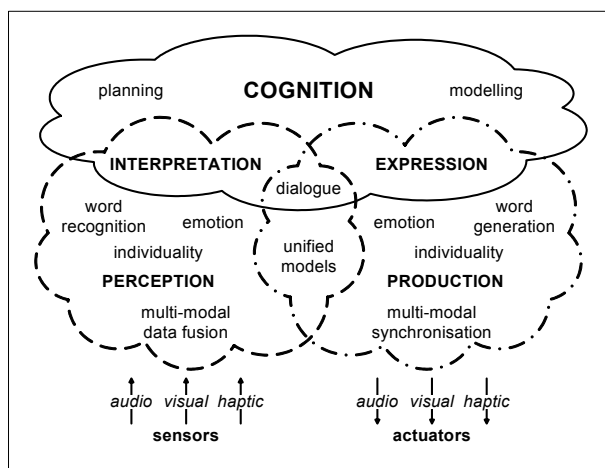 COGNITION
planning
modelling
INTERPRETATION
EXPRESSION
dialogue
word
recognition
emotion
emotion
word
generation
individuality
unified
models
individuality
PERCEPTION
PRODUCTION
multi-modal
data fusion
multi-modal
synchronisation
audio visual haptic
audio visual haptic
sensors
actuators